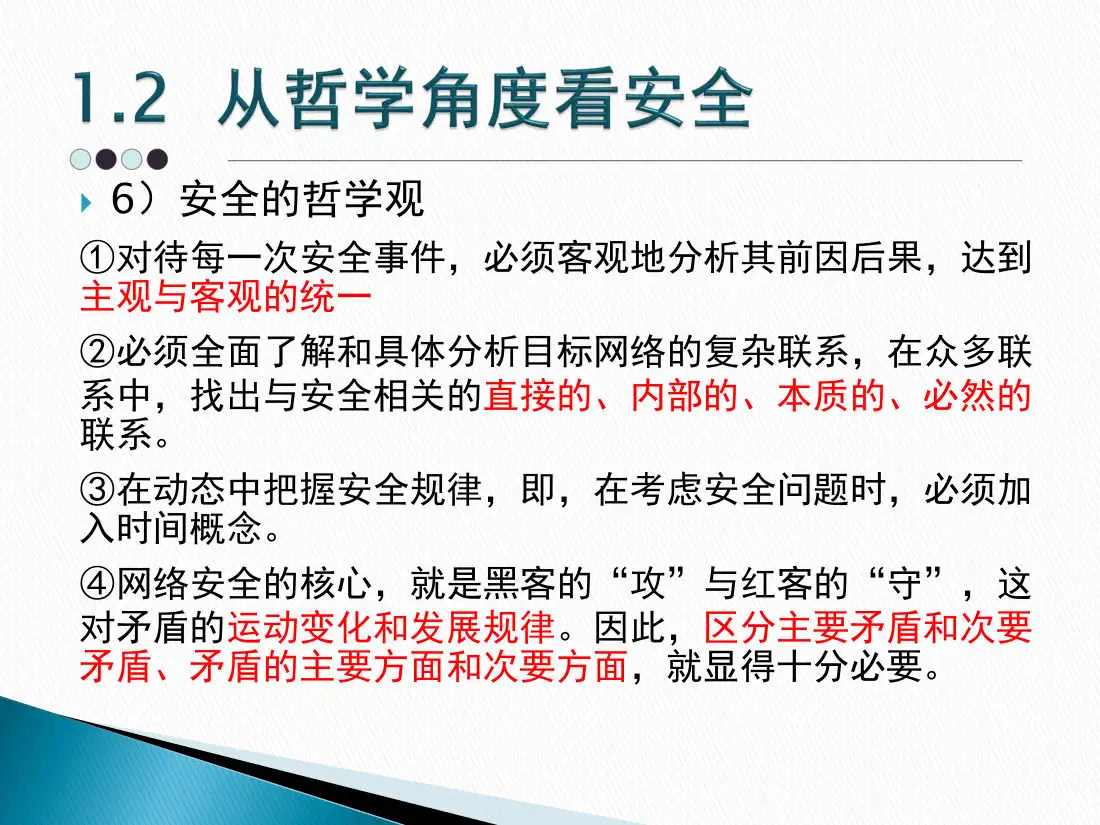 1.2 从哲学角度看安全
6）安全的哲学观
①对待每一次安全事件，必须客观地分析其前因后果，达到
主观与客观的统一
②必须全面了解和具体分析目标网络的复杂联系，在众多联
系中，找出与安全相关的直接的、内部的、本质的、必然的
联系。
③在动态中把握安全规律，即，在考虑安全问题时，必须加
入时间概念。
④网络安全的核心，就是黑客的“攻”与红客的“守”，这
对矛盾的运动变化和发展规律。因此，区分主要矛盾和次要
矛盾、矛盾的主要方面和次要方面，就显得十分必要。